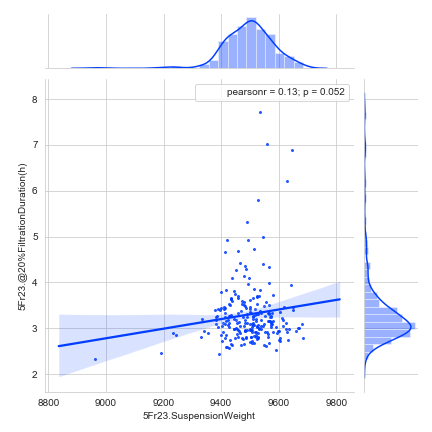 pearsonr = 0.13; p = 0.052
8
7
6
5
4
3
2
5Fr23.@20%FiltrationDuration(h)
8800 9000 9200 9400 9600 9800
5Fr23.SuspensionWeight